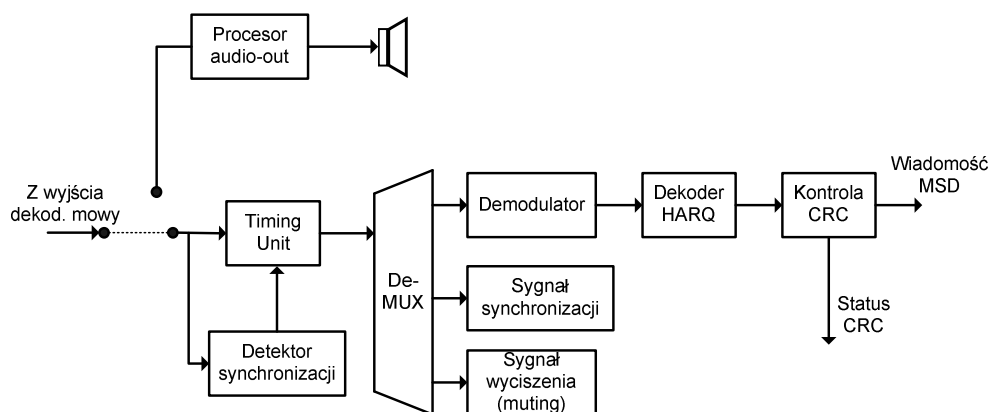 Procesor
audio-out
Z wyjścia
dekod. mowy
Timing
Unit
Detektor
synchronizacji
De-
MUX
Demodulator
Dekoder
HARQ
Kontrola
CRC
Wiadomość
MSD
Sygnał
synchronizacji
Status
CRC
Sygnał
wyciszenia
(muting)